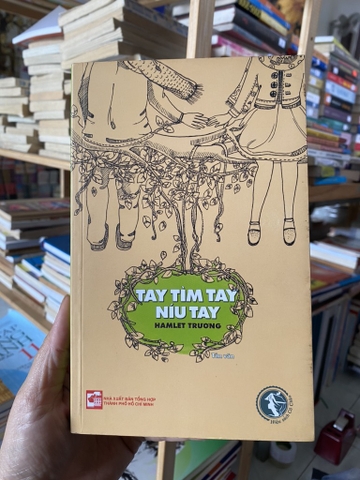 TAY TÌM TAY
NÍU TAY
HAMLET TRƯƠNG
Tản văn
NHÀ XUẤT BẢN TỔNG HỢP
THÀNH PHỐ HỒ CHÍ MINH